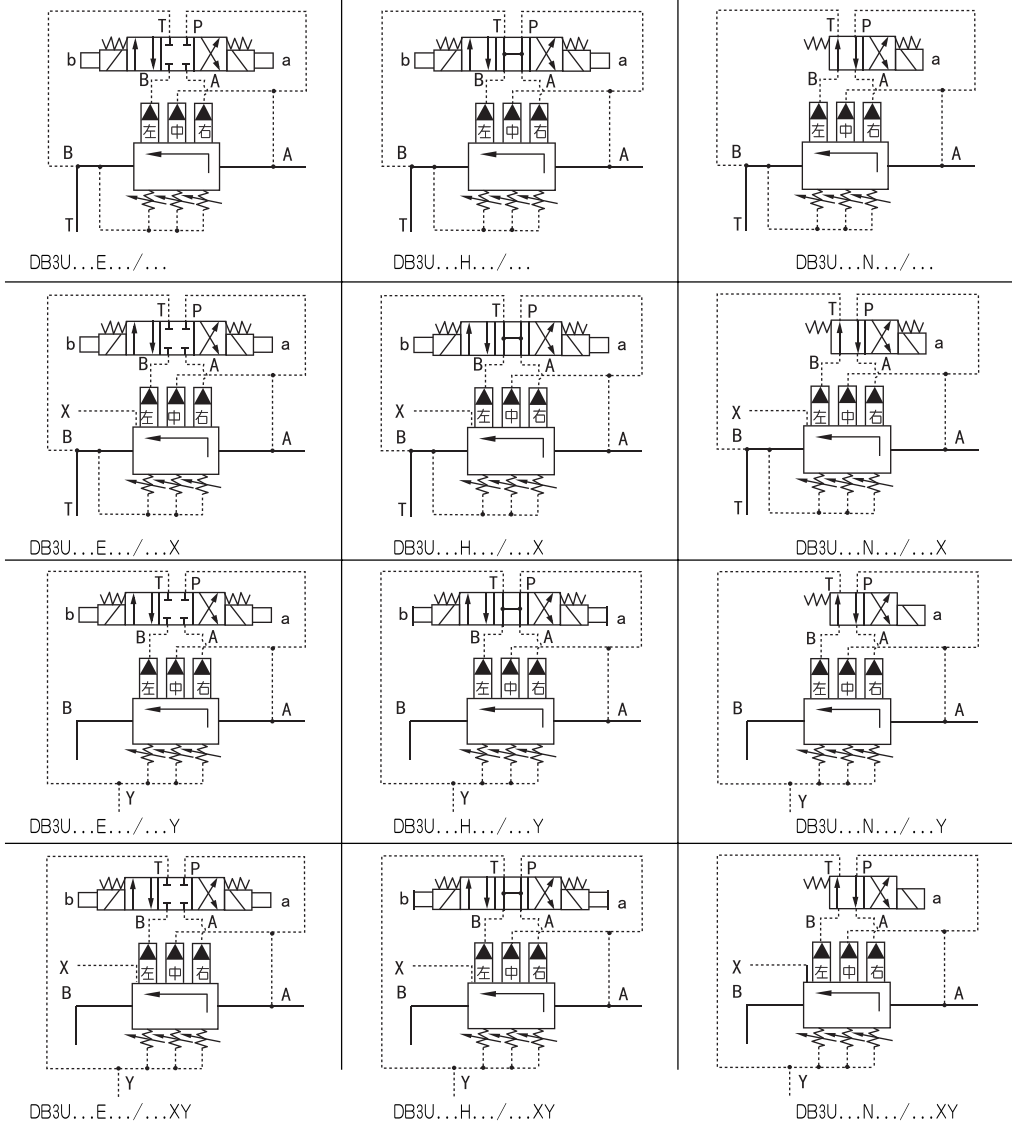 T P
b a
B A
左 中 右
B A
T
DB3U...E.../...
T P
b a
B A
左 中 右
B A
T
DB3U...H.../...
T P
a
B A
左 中 右
B A
T
DB3U...N.../...
T P
b a
B A
X 左 中 右
B A
T
DB3U...E.../...X
T P
b a
B A
X 左 中 右
B A
T
DB3U...H.../...X
T P
a
B A
X 左 中 右
B A
T
DB3U...N.../...X
T P
b a
B A
左 中 右
B A
Y
DB3U...E.../...Y
T P
b a
B A
左 中 右
B A
Y
DB3U...H.../...Y
T P
a
B A
左 中 右
B A
Y
DB3U...N.../...Y
T P
b a
B A
X 左 中 右
B A
Y
DB3U...E.../...XY
T P
b a
B A
X 左 中 右
B A
Y
DB3U...H.../...XY
T P
a
B A
X 左 中 右
B A
Y
DB3U...N.../...XY